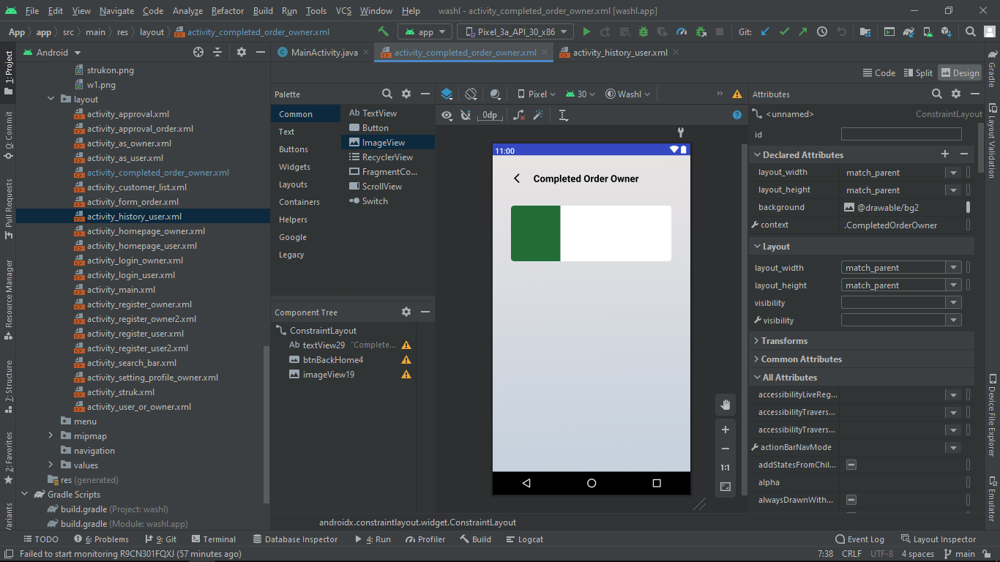 File Edit View Navigate Code Analyze Refactor Build Run Tools VCS Window Help washl - activity_completed_order_owner.xml [washl.app]
App app src main res layout activity_completed_order_owner.xml app Pixel_3a_API_30_x86 Git:
Android MainActivity.java activity_completed_order_owner.xml activity_history_user.xml
Code Split Design
1: Project
0: Commit
Pull Requests
Resource Manager
7: Structure
2: Favorites
Variants
strukon.png
w1.png
layout
activity_approval.xml
activity_approval_order.xml
activity_as_owner.xml
activity_as_user.xml
activity_completed_order_owner.xml
activity_customer_list.xml
activity_form_order.xml
activity_history_user.xml
activity_homepage_owner.xml
activity_homepage_user.xml
activity_login_owner.xml
activity_login_user.xml
activity_main.xml
activity_register_owner.xml
activity_register_owner2.xml
activity_register_user.xml
activity_register_user2.xml
activity_search_bar.xml
activity_setting_profile_owner.xml
activity_struk.xml
activity_user_or_owner.xml
menu
mipmap
navigation
values
res (generated)
Gradle Scripts
build.gradle (Project: washl)
build.gradle (Module: washl.app)
Palette
Common
Text
Buttons
Widgets
Layouts
Containers
Helpers
Google
Legacy
Ab TextView
Button
ImageView
RecyclerView
FragmentCo...
ScrollView
Switch
Component Tree
ConstraintLayout
Ab textView29 "Complete...
btnBackHome4
imageView19
Pixel 30 Washl
0dp
11:00
Completed Order Owner
1:1
Attributes
<unnamed> ConstraintLayout
id
Declared Attributes
layout_width match_parent
layout_height match_parent
background @drawable/bg2
context .CompletedOrderOwner
Layout
layout_width match_parent
layout_height match_parent
visibility
visibility
Transforms
Common Attributes
All Attributes
accessibilityLiveReg...
accessibilityTravers...
accessibilityTravers...
actionBarNavMode
addStatesFromChil...
alpha
alwaysDrawnWith...
Gradle
Layout Validation
Device File Explorer
Emulator
androidx.constraintlayout.widget.ConstraintLayout
TODO 6: Problems 9: Git Terminal Database Inspector 4: Run Profiler Build Logcat Event Log Layout Inspector
Failed to start monitoring R9CN301FQXJ (57 minutes ago) 7:38 CRLF UTF-8 4 spaces main